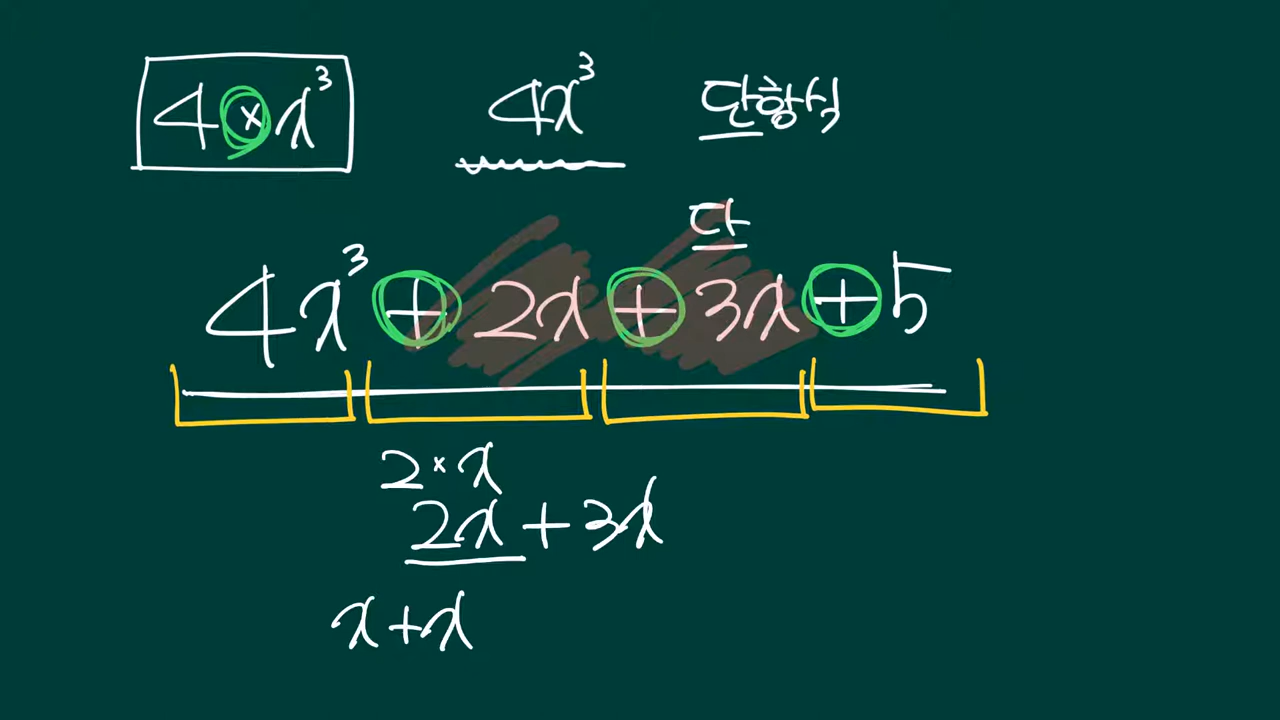 4×x³ 4x³ 단항식
다
4x³ + 2x + 3x + 5
2×x
2x + 3x
x+x